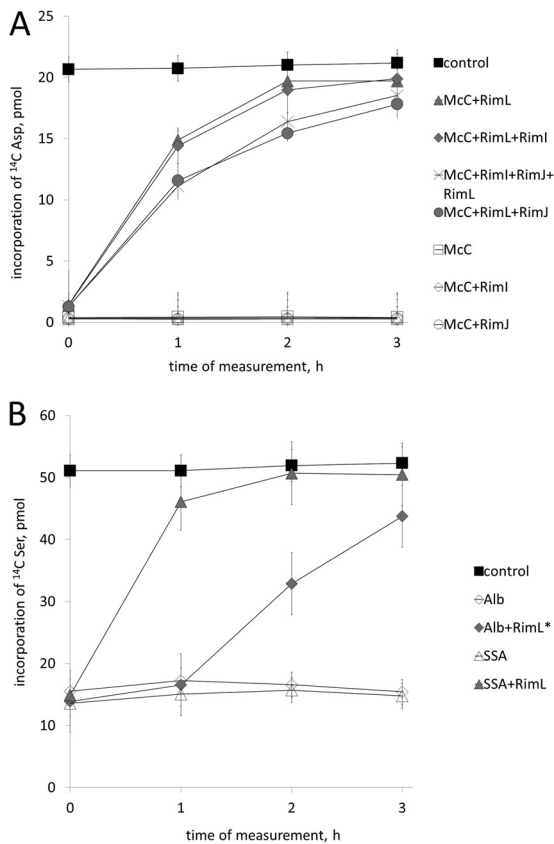 A
25
20
15
10
5
0
incorporation of ¹⁴C Asp, pmol
0 1 2 3
time of measurement, h
control
McC+RimL
McC+RimL+RimI
McC+RimI+RimJ+
RimL
McC+RimL+RimJ
McC
McC+RimI
McC+RimJ
B
60
50
40
30
20
10
0
incorporation of ¹⁴C Ser, pmol
0 1 2 3
time of measurement, h
control
Alb
Alb+RimL*
SSA
SSA+RimL